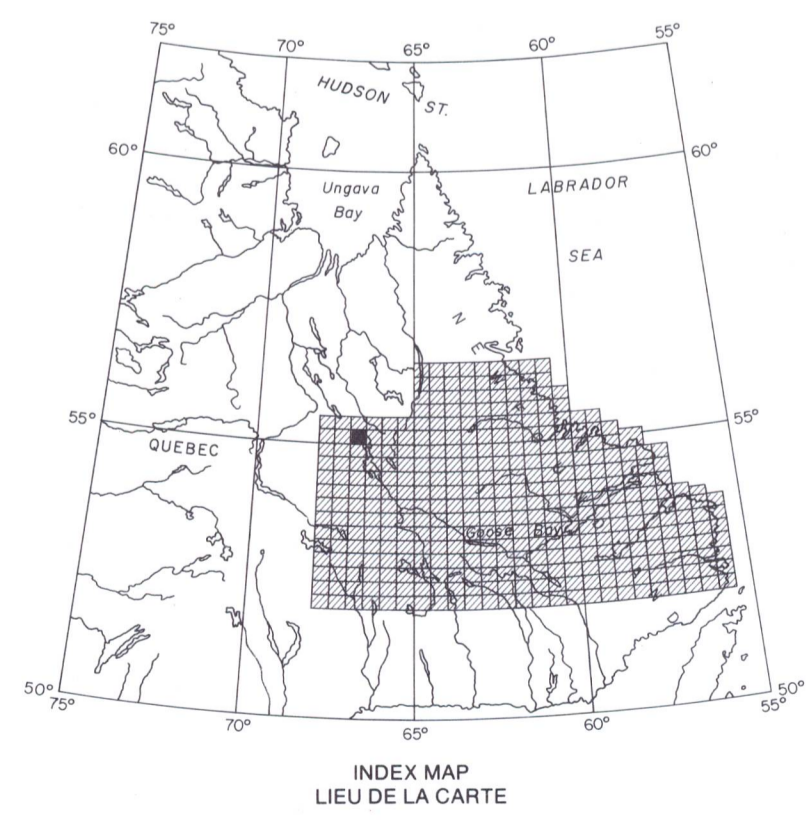 75° 70° 65° 60° 55°
HUDSON ST.
60° 60°
Ungava
Bay
LABRADOR
SEA
55° 55°
QUEBEC
Goose Bay
50° 50°
75° 70° 65° 60° 55°
INDEX MAP
LIEU DE LA CARTE